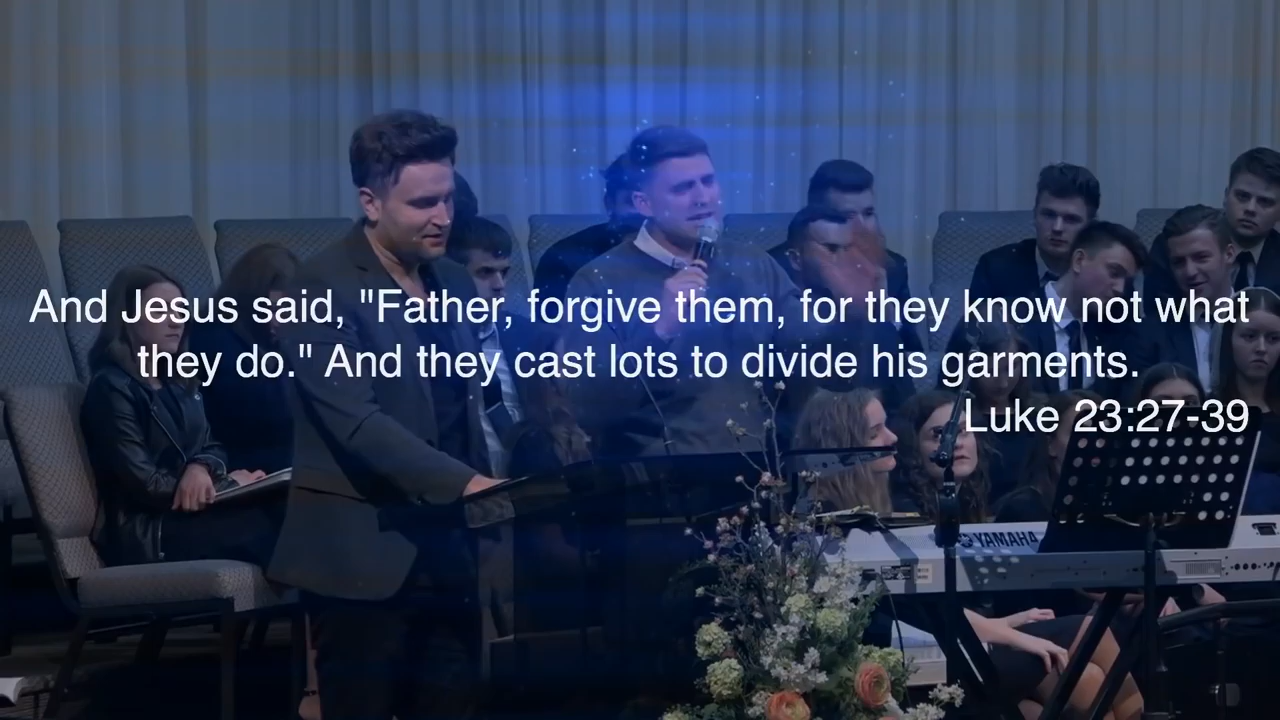 And Jesus said, "Father, forgive them, for they know not what
they do." And they cast lots to divide his garments.
Luke 23:27-39
YAMAHA